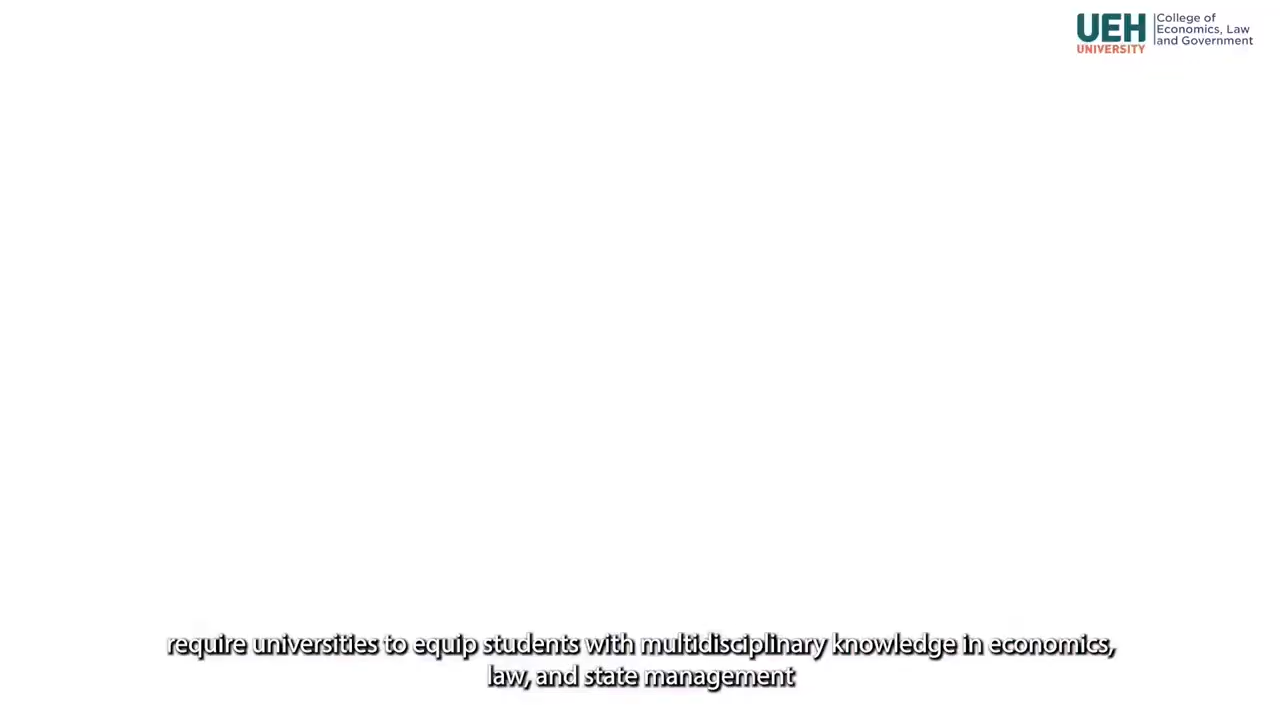 UEH
UNIVERSITY
College of
Economics, Law
and Government
require universities to equip students with multidisciplinary knowledge in economics,
law, and state management